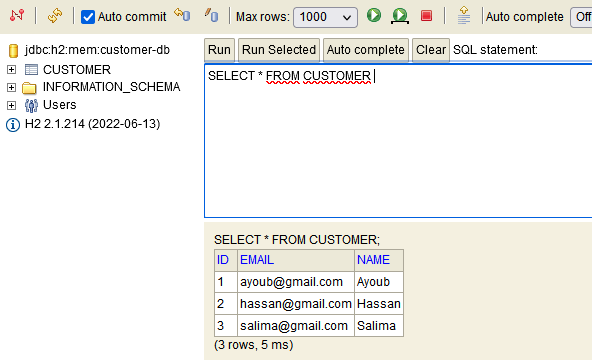 Auto commit Max rows: 1000 Auto complete Off
jdbc:h2:mem:customer-db
CUSTOMER
INFORMATION_SCHEMA
Users
H2 2.1.214 (2022-06-13)
Run Run Selected Auto complete Clear SQL statement:
SELECT * FROM CUSTOMER
SELECT * FROM CUSTOMER;
ID EMAIL NAME
1 ayoub@gmail.com Ayoub
2 hassan@gmail.com Hassan
3 salima@gmail.com Salima
(3 rows, 5 ms)